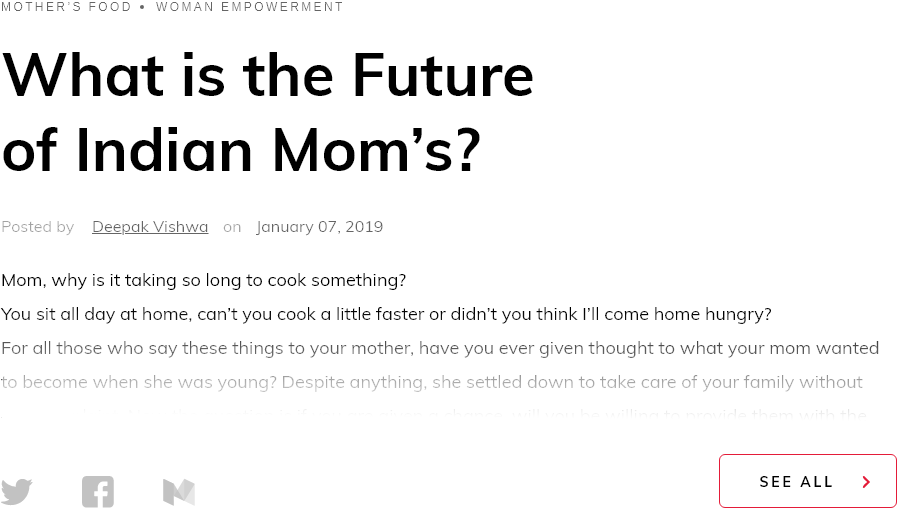 MOTHER'S FOOD • WOMAN EMPOWERMENT
What is the Future
of Indian Mom's?
Posted by Deepak Vishwa on January 07, 2019
Mom, why is it taking so long to cook something?
You sit all day at home, can't you cook a little faster or didn't you think I'll come home hungry?
For all those who say these things to your mother, have you ever given thought to what your mom wanted
to become when she was young? Despite anything, she settled down to take care of your family without
chance, will you be willing to provide them with the
SEE ALL